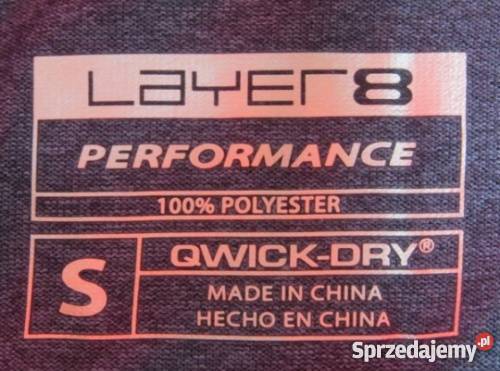 LAYER8
PERFORMANCE
100% POLYESTER
S
QWICK-DRY®
MADE IN CHINA
HECHO EN CHINA
Sprzedajemy.pl